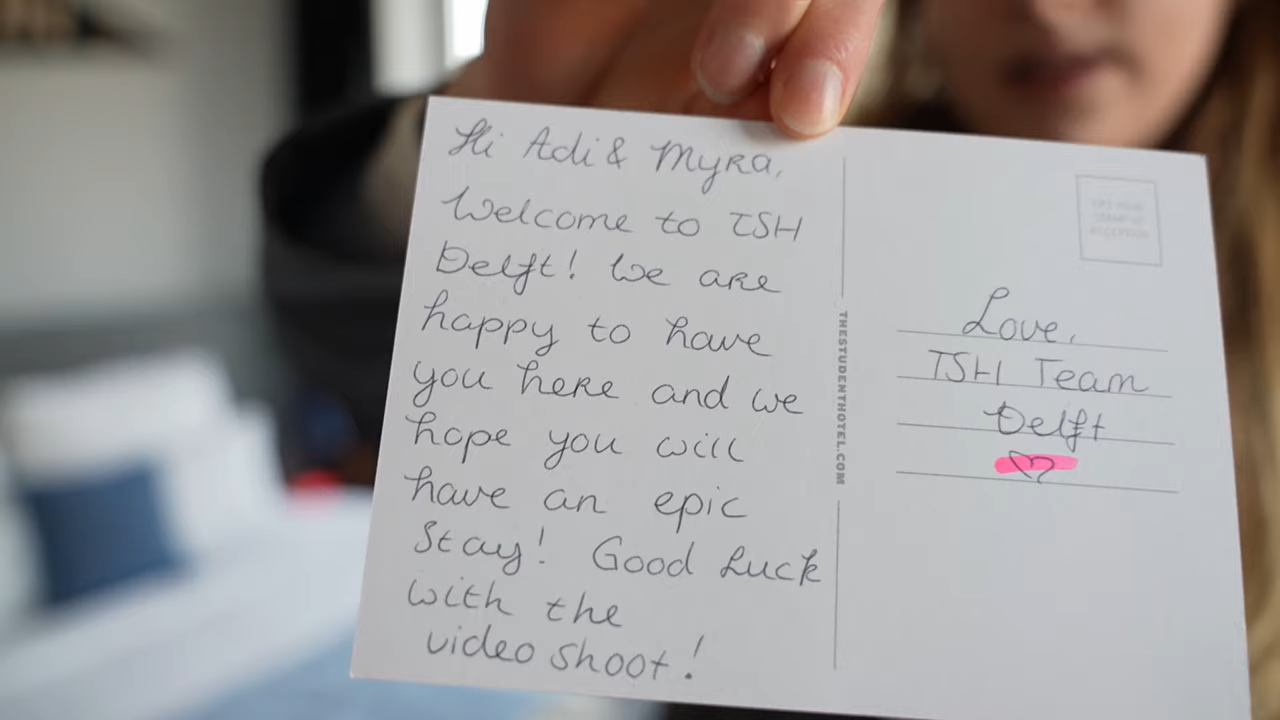 Hi Adi & Myra,
Welcome to TSH
Delft! We are
happy to have
you here and we
hope you will
have an epic
Stay! Good Luck
with the
video shoot!
THESTUDENTHOTEL.COM
Love,
TSH Team
Delft